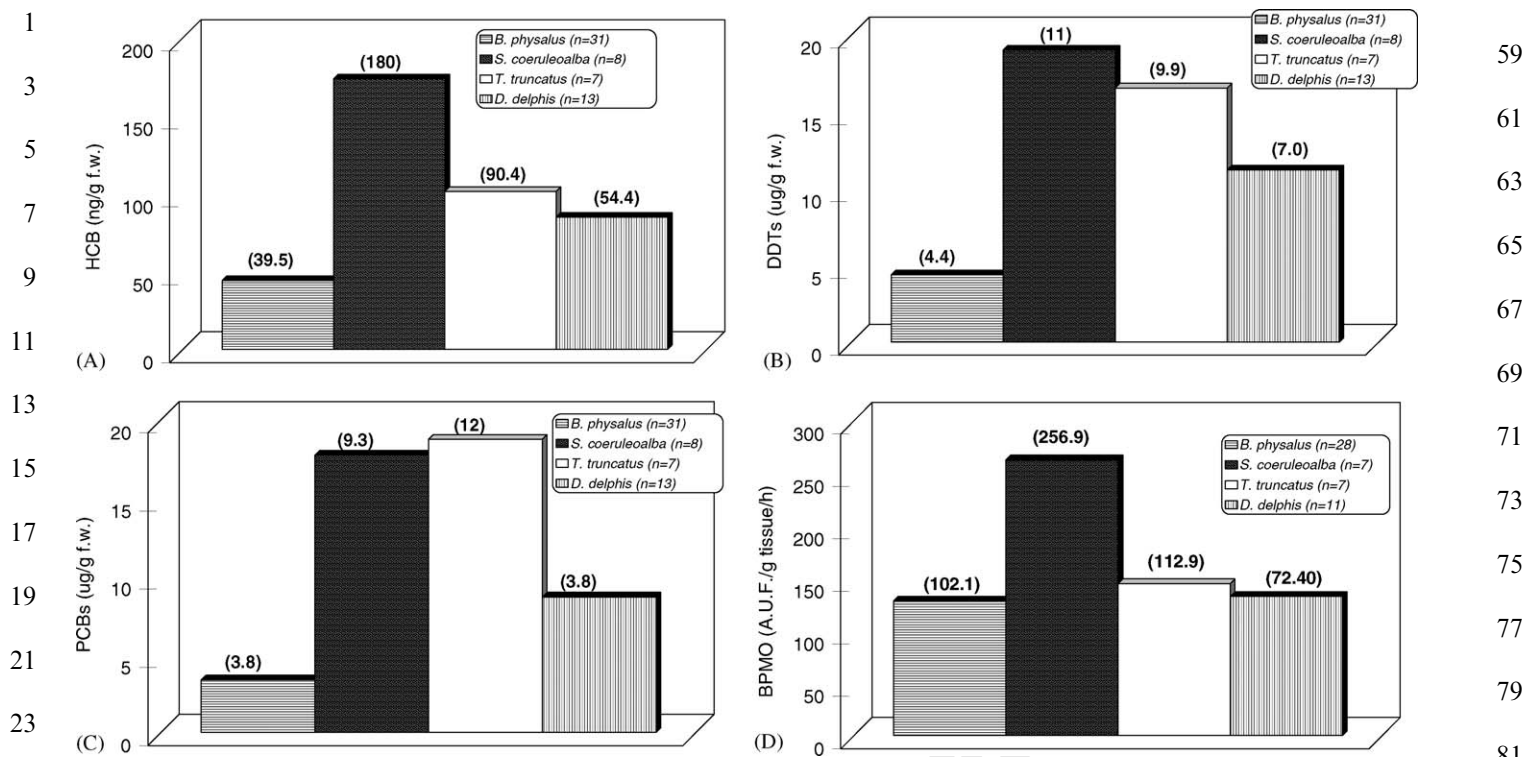 1
3
5
7
9
11
13
15
17
19
21
23
HCB (ng/g f.w.)
200
150
100
50
0
(39.5)
(180)
(90.4)
(54.4)
B. physalus (n=31)
S. coeruleoalba (n=8)
T. truncatus (n=7)
D. delphis (n=13)
(A)
DDTs (ug/g f.w.)
20
15
10
5
0
(4.4)
(11)
(9.9)
(7.0)
B. physalus (n=31)
S. coeruleoalba (n=8)
T. truncatus (n=7)
D. delphis (n=13)
(B)
PCBs (ug/g f.w.)
20
15
10
5
0
(3.8)
(9.3)
(12)
(3.8)
B. physalus (n=31)
S. coeruleoalba (n=8)
T. truncatus (n=7)
D. delphis (n=13)
(C)
BPMO (A.U.F./g tissue/h)
300
250
200
150
100
50
0
(102.1)
(256.9)
(112.9)
(72.40)
B. physalus (n=28)
S. coeruleoalba (n=7)
T. truncatus (n=7)
D. delphis (n=11)
(D)
59
61
63
65
67
69
71
73
75
77
79
81